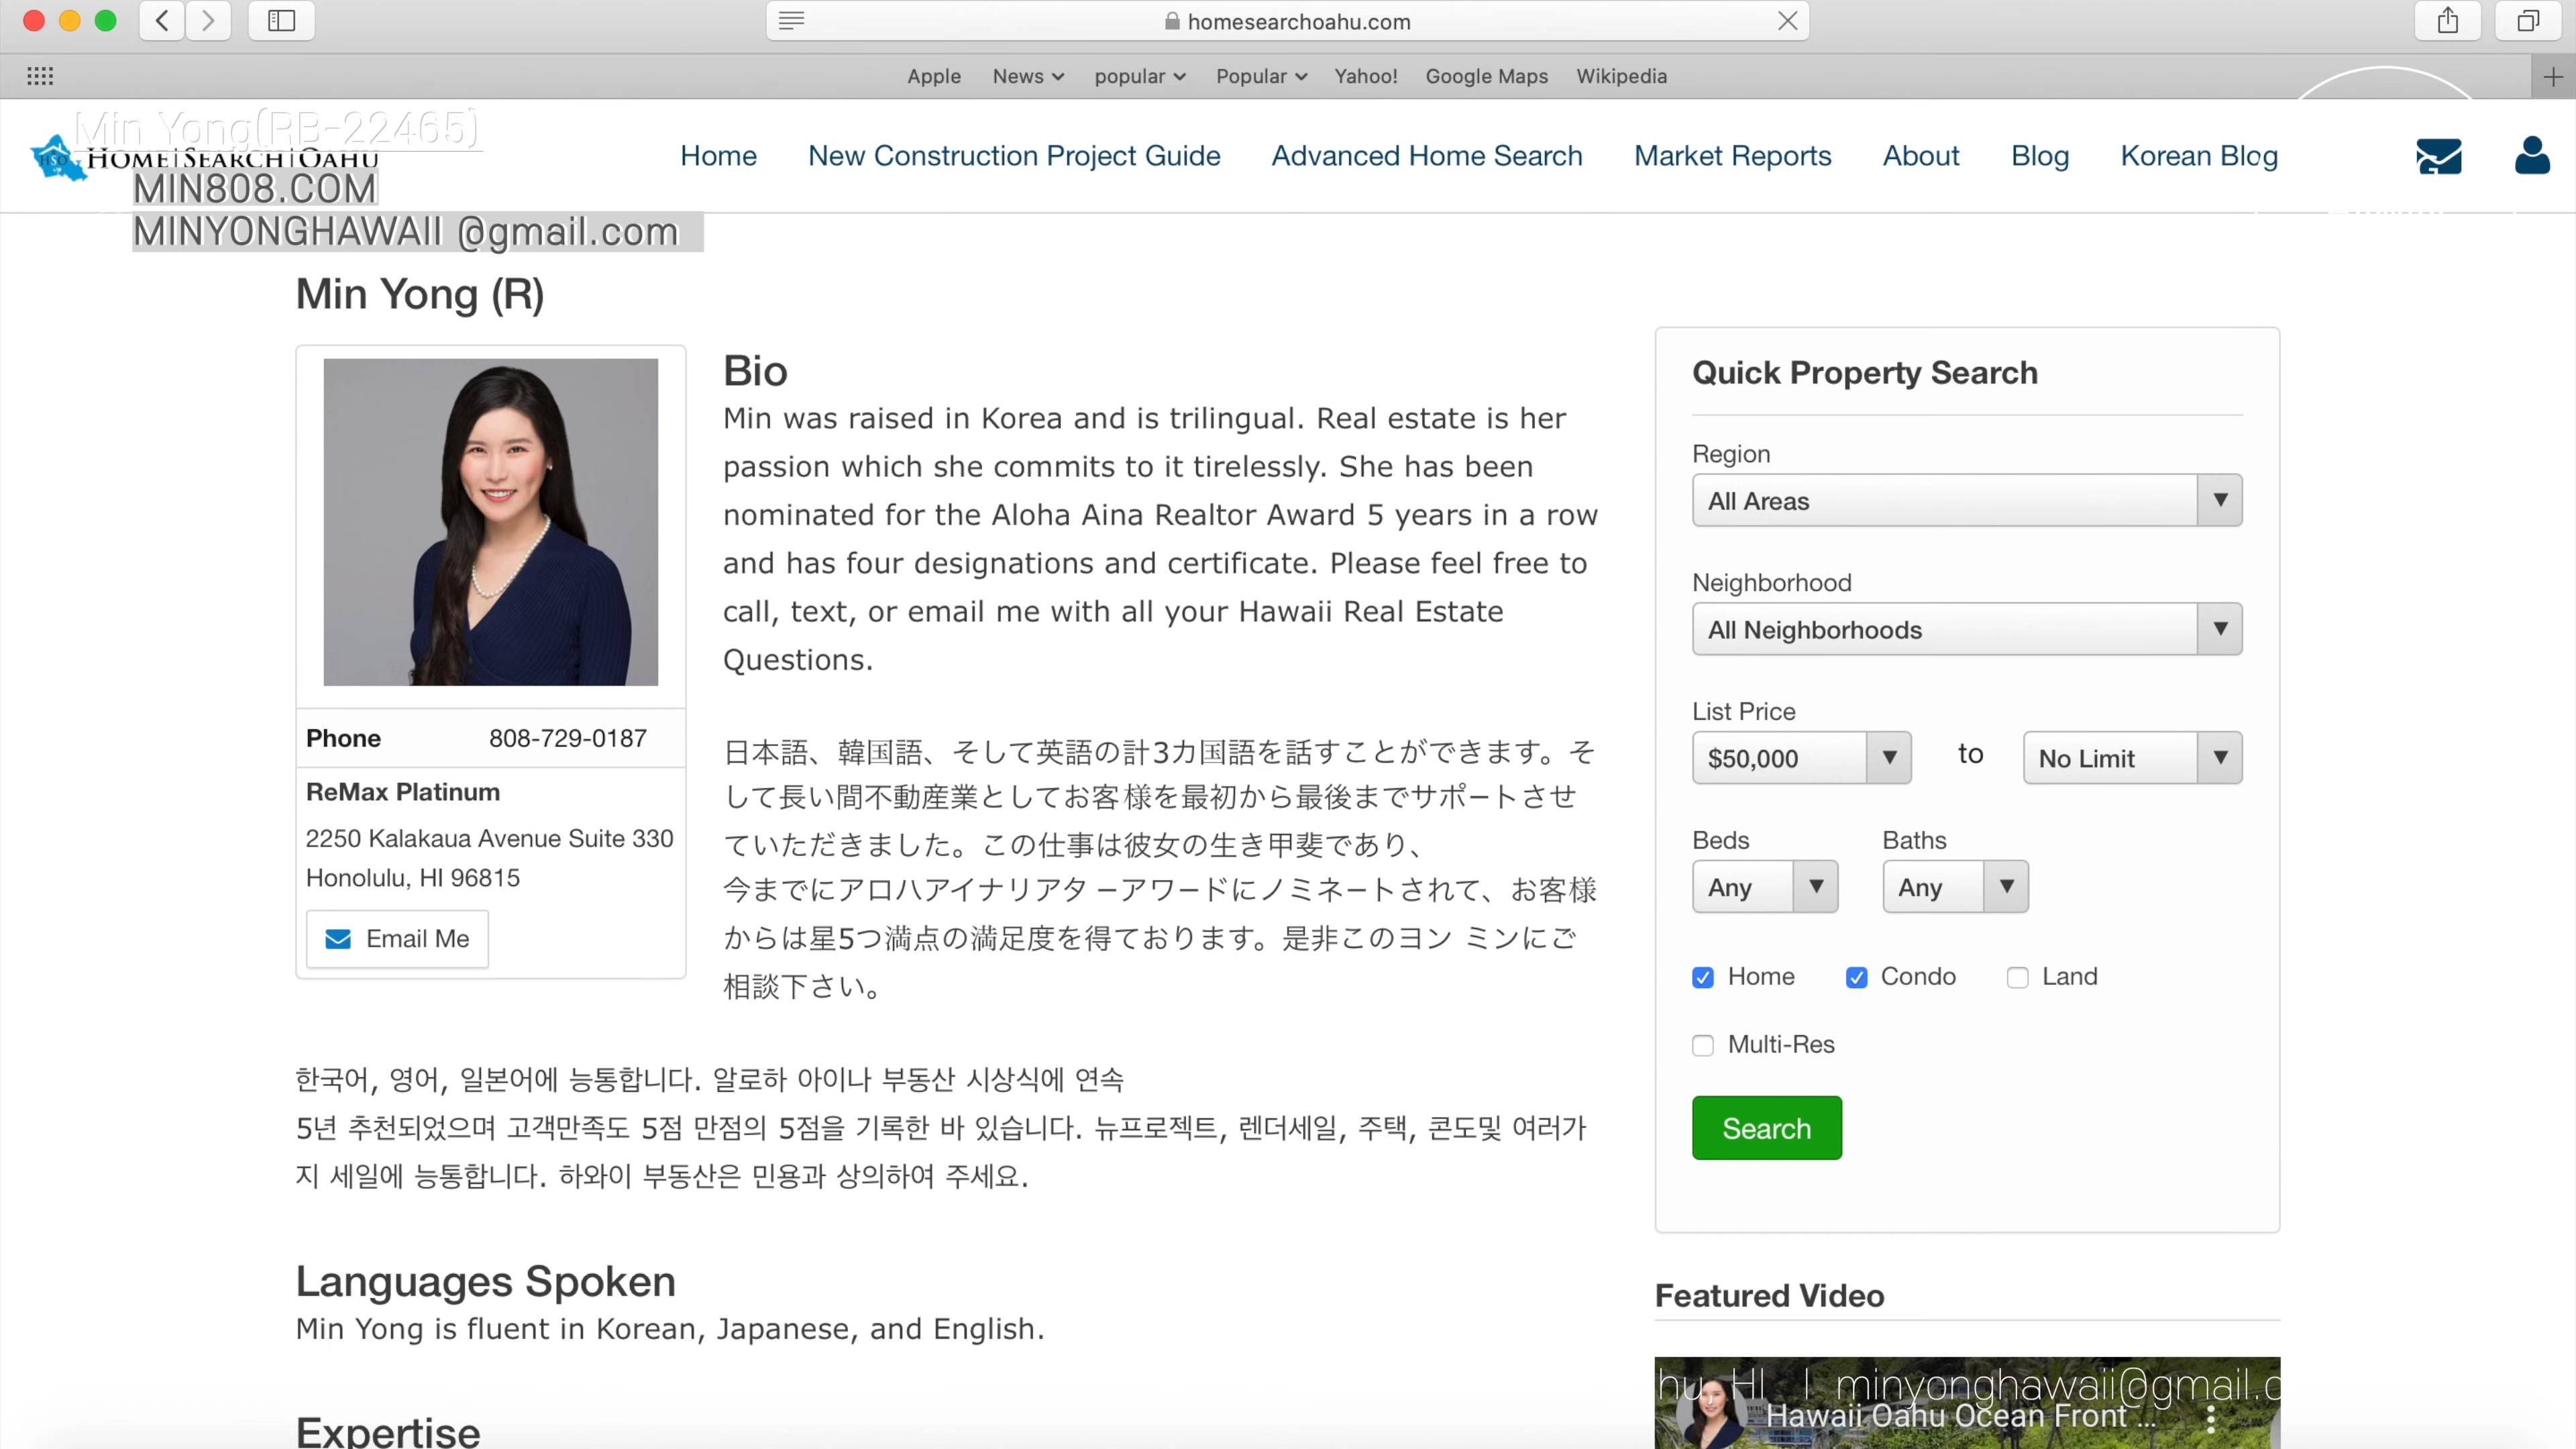 homesearchoahu.com
Apple News popular Popular Yahoo! Google Maps Wikipedia
Min Yong(RB-22465)
HSO
HOME|SEARCH|OAHU
MIN808.COM
MINYONGHAWAII @gmail.com
Home New Construction Project Guide Advanced Home Search Market Reports About Blog Korean Blog
Min Yong (R)
Phone 808-729-0187
ReMax Platinum
2250 Kalakaua Avenue Suite 330
Honolulu, HI 96815
Email Me
Bio
Min was raised in Korea and is trilingual. Real estate is her
passion which she commits to it tirelessly. She has been
nominated for the Aloha Aina Realtor Award 5 years in a row
and has four designations and certificate. Please feel free to
call, text, or email me with all your Hawaii Real Estate
Questions.
日本語、韓国語、そして英語の計3カ国語を話すことができます。そ
して長い間不動産業としてお客様を最初から最後までサポートさせ
ていただきました。この仕事は彼女の生き甲斐であり、
今までにアロハアイナリアタ ーアワードにノミネートされて、お客様
からは星5つ満点の満足度を得ております。是非このヨン ミンにご
相談下さい。
한국어, 영어, 일본어에 능통합니다. 알로하 아이나 부동산 시상식에 연속
5년 추천되었으며 고객만족도 5점 만점의 5점을 기록한 바 있습니다. 뉴프로젝트, 렌더세일, 주택, 콘도및 여러가
지 세일에 능통합니다. 하와이 부동산은 민용과 상의하여 주세요.
Languages Spoken
Min Yong is fluent in Korean, Japanese, and English.
Expertise
Quick Property Search
Region
All Areas
Neighborhood
All Neighborhoods
List Price
$50,000 to No Limit
Beds Baths
Any Any
Home Condo Land
Multi-Res
Search
Featured Video
hu, HI | minyonghawaii@gmail.c
Hawaii Oahu Ocean Front ...